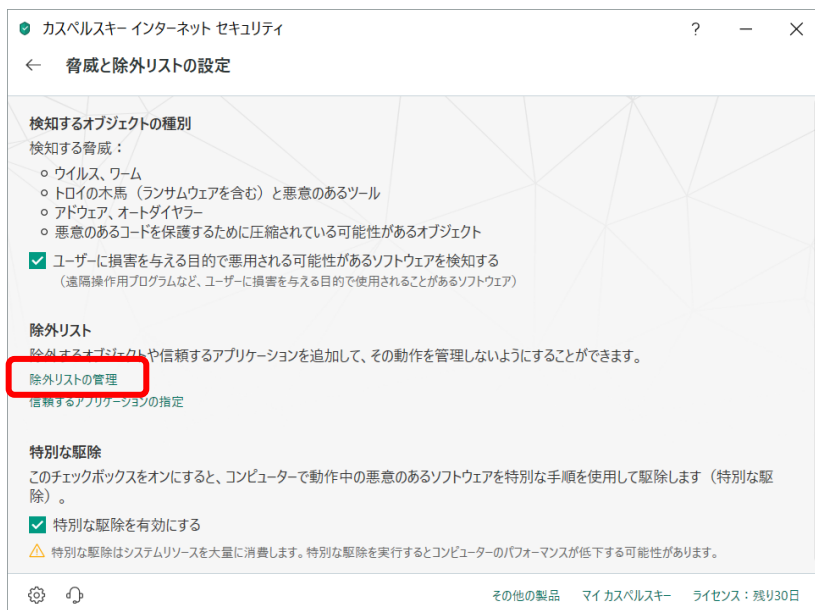 カスペルスキー インターネット セキュリティ
?
脅威と除外リストの設定
検知するオブジェクトの種別
検知する脅威：
ウイルス、ワーム
トロイの木馬（ランサムウェアを含む）と悪意のあるツール
アドウェア、オートダイヤラー
悪意のあるコードを保護するために圧縮されている可能性があるオブジェクト
ユーザーに損害を与える目的で悪用される可能性があるソフトウェアを検知する
（遠隔操作用プログラムなど、ユーザーに損害を与える目的で使用されることがあるソフトウェア）
除外リスト
除外するオブジェクトや信頼するアプリケーションを追加して、その動作を管理しないようにすることができます。
除外リストの管理
信頼するアプリケーションの指定
特別な駆除
このチェックボックスをオンにすると、コンピューターで動作中の悪意のあるソフトウェアを特別な手順を使用して駆除します（特別な駆
除）。
特別な駆除を有効にする
特別な駆除はシステムリソースを大量に消費します。特別な駆除を実行するとコンピューターのパフォーマンスが低下する可能性があります。
その他の製品 マイ カスペルスキー ライセンス：残り30日